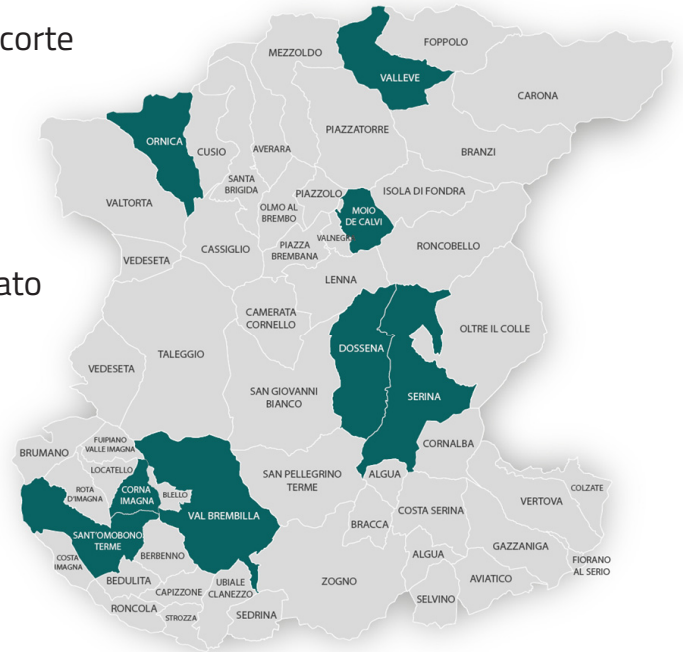 corte
FOPPOLO
MEZZOLDO
VALLEVE
CARONA
PIAZZATORRE
ORNICA
CUSIO
AVERARA
BRANZI
SANTA
BRIGIDA
PIAZZOLO
ISOLA DI FONDRA
VALTORTA
OLMO AL
BREMBO
MOIO
DE CALVI
VALNEGRA
CASSIGLIO
PIAZZA
BREMBANA
RONCOBELLO
VEDESETA
LENNA
ato
CAMERATA
CORNELLO
OLTRE IL COLLE
DOSSENA
TALEGGIO
VEDESETA
SAN GIOVANNI
BIANCO
SERINA
FUIPIANO
VALLE IMAGNA
CORNALBA
BRUMANO
LOCATELLO
SAN PELLEGRINO
TERME
ALGUA
ROTA
D'IMAGNA
CORNA
IMAGNA
BLELLO
COLZATE
VERTOVA
VAL BREMBILLA
COSTA SERINA
BRACCA
SANT'OMOBONO
TERME
GAZZANIGA
COSTA
IMAGNA
BERBENNO
ALGUA
FIORANO
AL SERIO
BEDULITA
UBIALE
CLANEZZO
ZOGNO
AVIATICO
CAPIZZONE
SELVINO
RONCOLA
STROZZA
SEDRINA